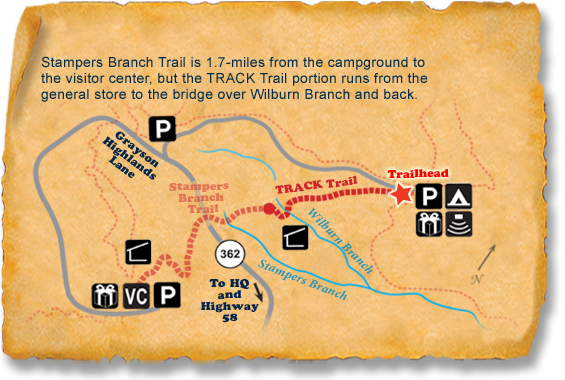 Stampers Branch Trail is 1.7-miles from the campground to
the visitor center, but the TRACK Trail portion runs from the
general store to the bridge over Wilburn Branch and back.
P
Grayson
Highlands
Lane
Trailhead
Stampers
Branch
Trail
TRACK Trail
P
Wilburn Branch
362
Stampers Branch
To HQ
and
Highway
58
VC
P
N